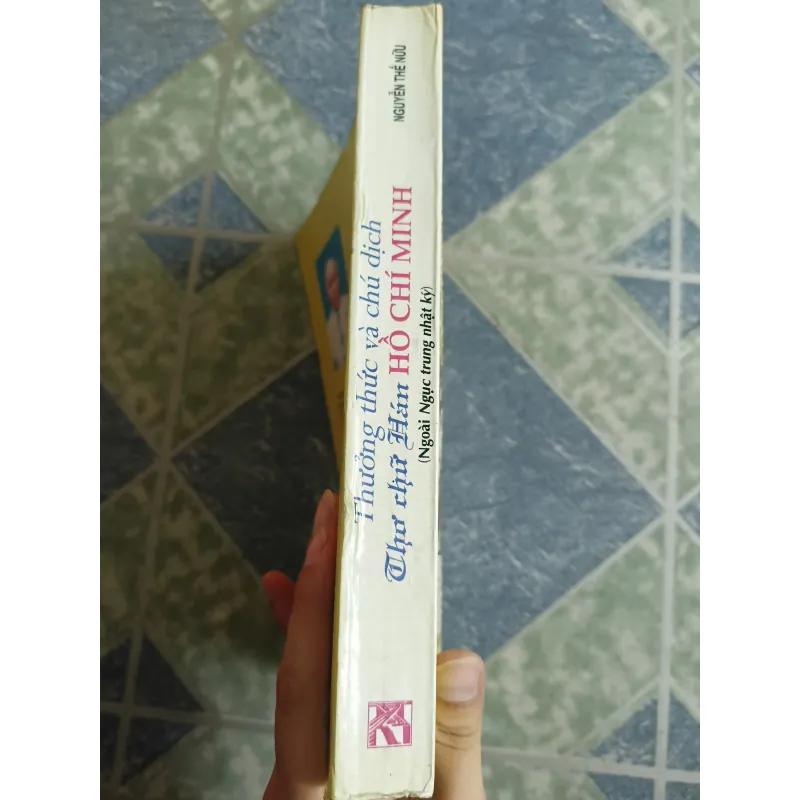 NGUYỄN THẾ NỮU
Thưởng thức và chú dịch
Thơ chữ Hán HỒ CHÍ MINH
(Ngoài Ngục trung nhật ký)